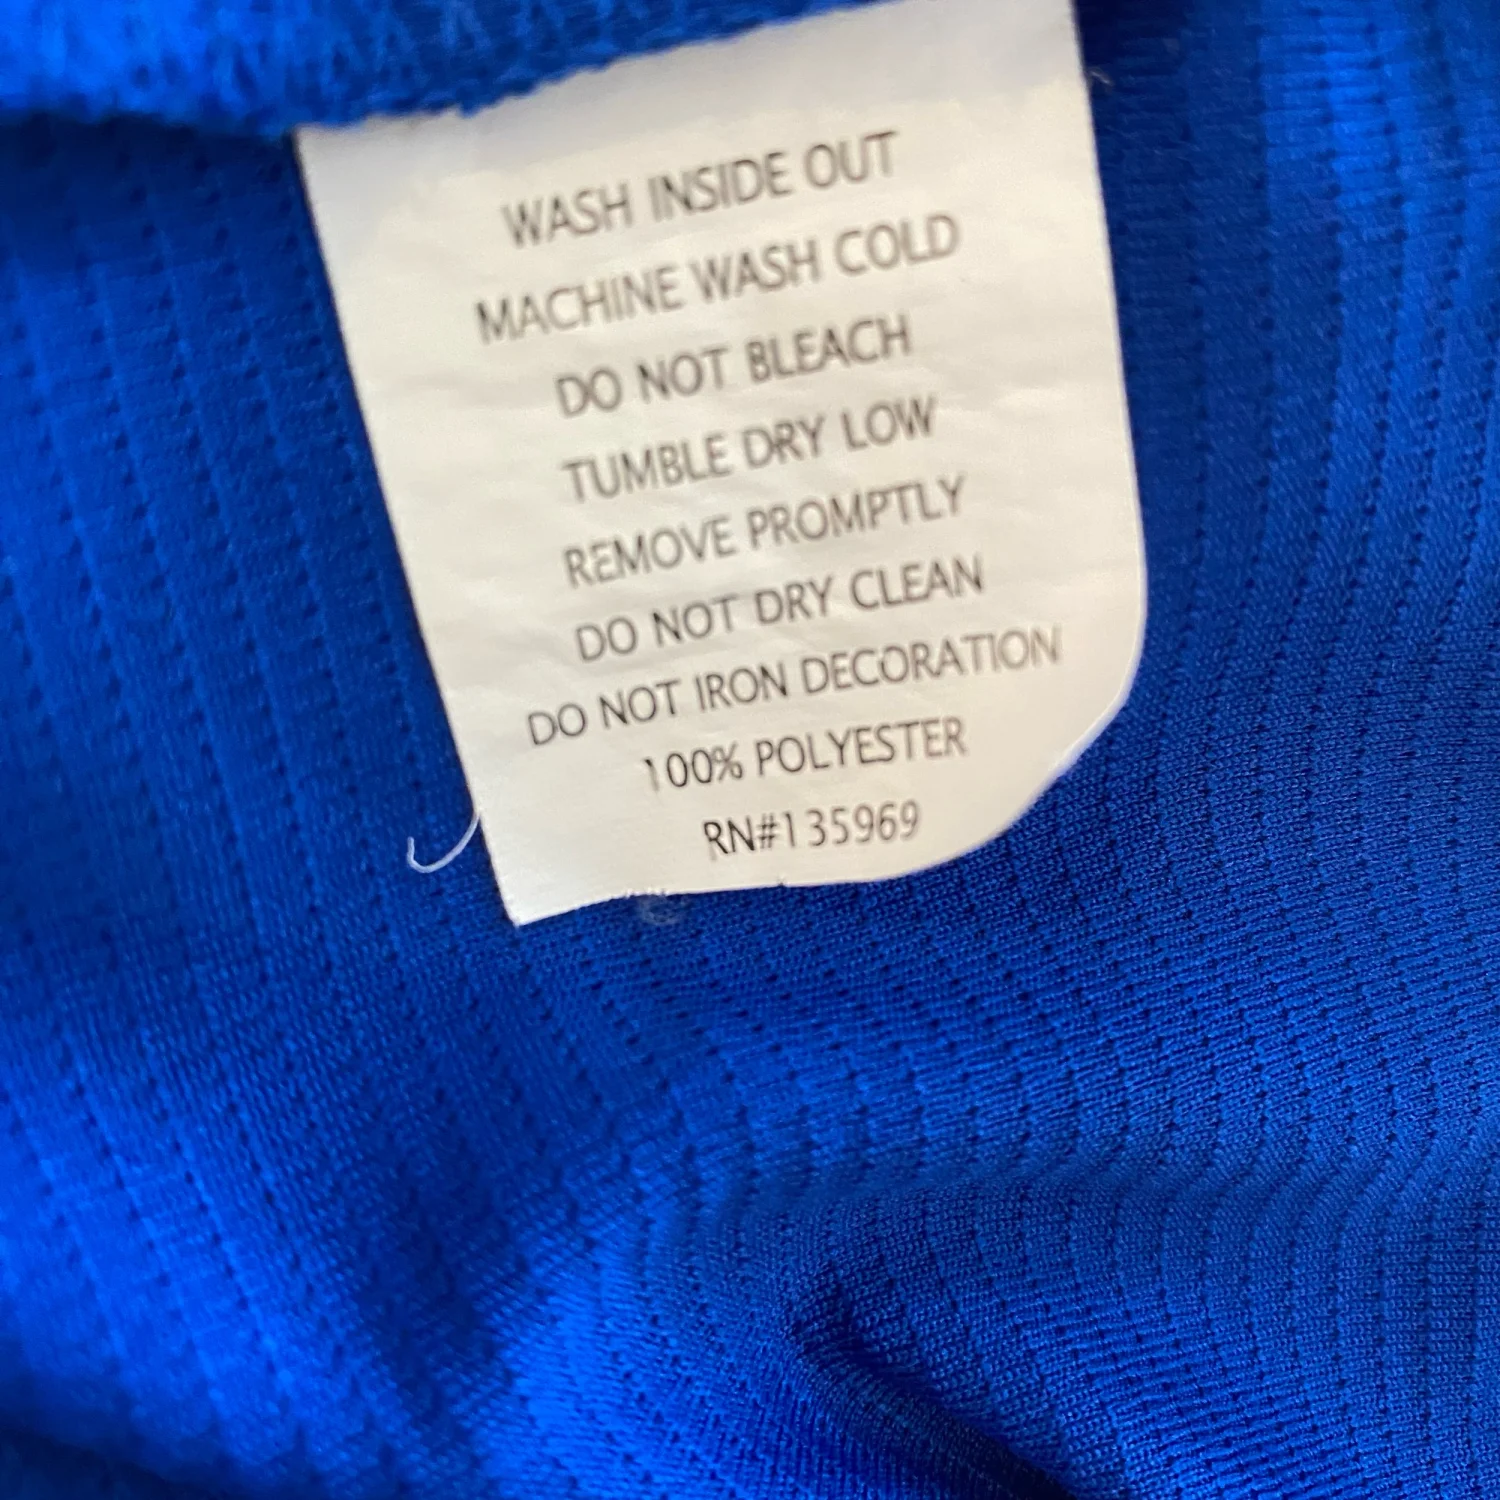 WASH INSIDE OUT
MACHINE WASH COLD
DO NOT BLEACH
TUMBLE DRY LOW
REMOVE PROMPTLY
DO NOT DRY CLEAN
DO NOT IRON DECORATION
100% POLYESTER
RN#135969